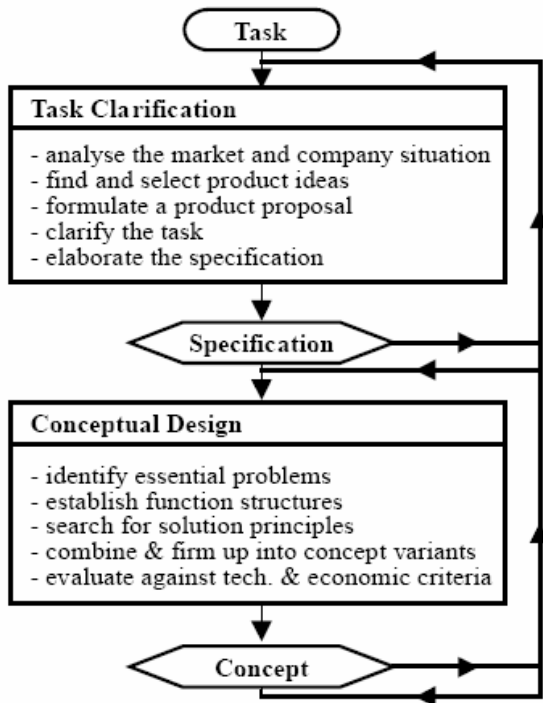 Task
Task Clarification
- analyse the market and company situation
- find and select product ideas
- formulate a product proposal
- clarify the task
- elaborate the specification
Specification
Conceptual Design
- identify essential problems
- establish function structures
- search for solution principles
- combine & firm up into concept variants
- evaluate against tech. & economic criteria
Concept